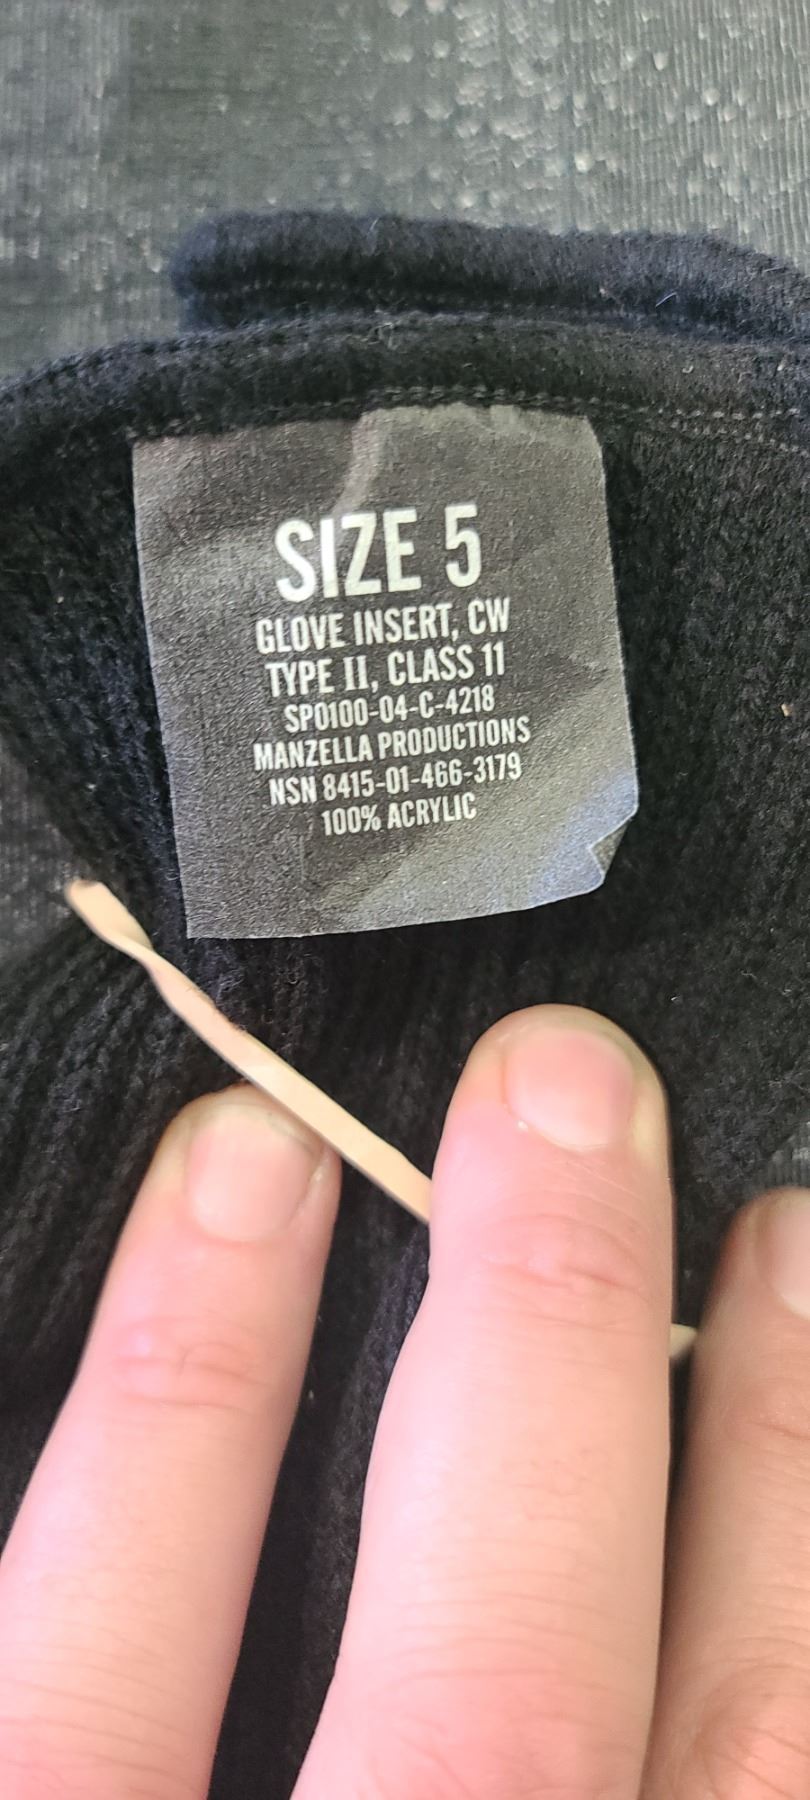 SIZE 5
GLOVE INSERT, CW
TYPE II, CLASS 11
SP0100-04-C-4218
MANZELLA PRODUCTIONS
NSN 8415-01-466-3179
100% ACRYLIC